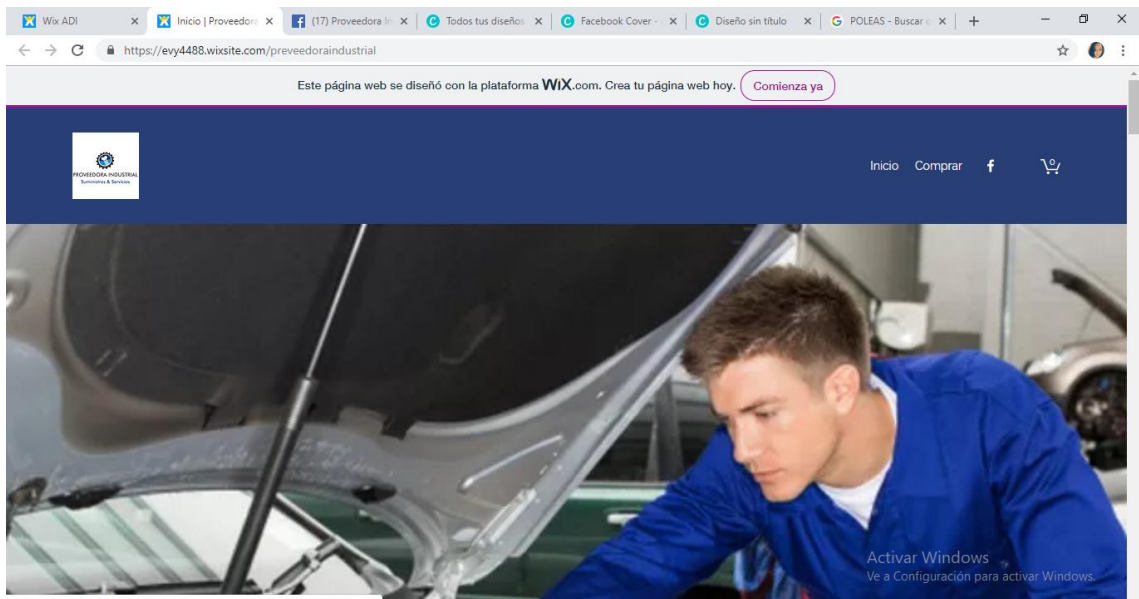 Wix ADI
Inicio | Proveedora
(17) Proveedora In
Todos tus diseños
Facebook Cover -
Diseño sin título
POLEAS - Buscar c
https://evy4488.wixsite.com/preveedoraindustrial
Este página web se diseñó con la plataforma WiX.com. Crea tu página web hoy. Comienza ya
PROVEEDORA INDUSTRIAL
Suministros & Servicios
Inicio Comprar f 0
Activar Windows
Ve a Configuración para activar Windows.